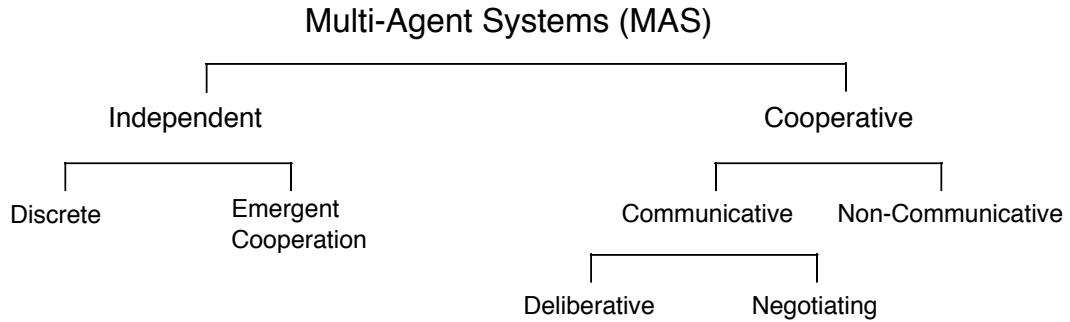 Multi-Agent Systems (MAS)
Independent
Cooperative
Discrete
Emergent
Cooperation
Communicative
Non-Communicative
Deliberative
Negotiating